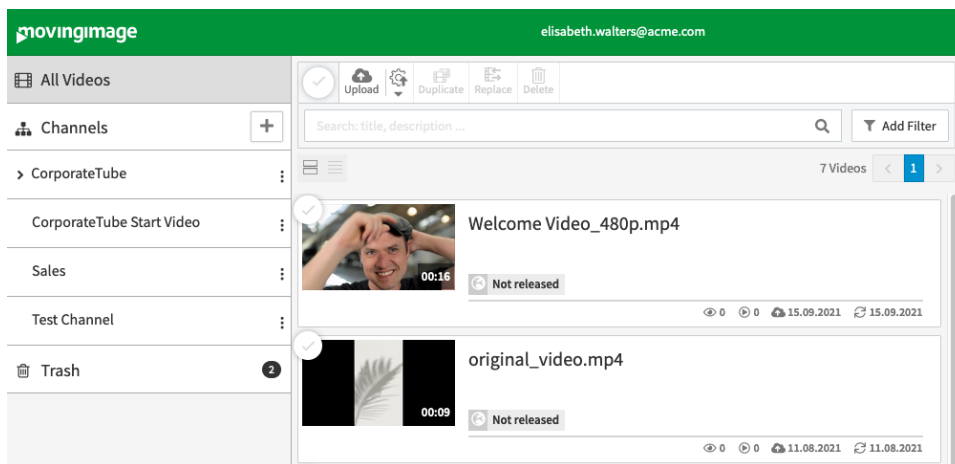 movingimage
elisabeth.walters@acme.com
All Videos
Channels
+
CorporateTube
CorporateTube Start Video
Sales
Test Channel
Trash 2
Upload Duplicate Replace Delete
Search: title, description ...
Add Filter
7 Videos < 1 >
00:16
Welcome Video_480p.mp4
Not released
0 0 15.09.2021 15.09.2021
00:09
original_video.mp4
Not released
0 0 11.08.2021 11.08.2021